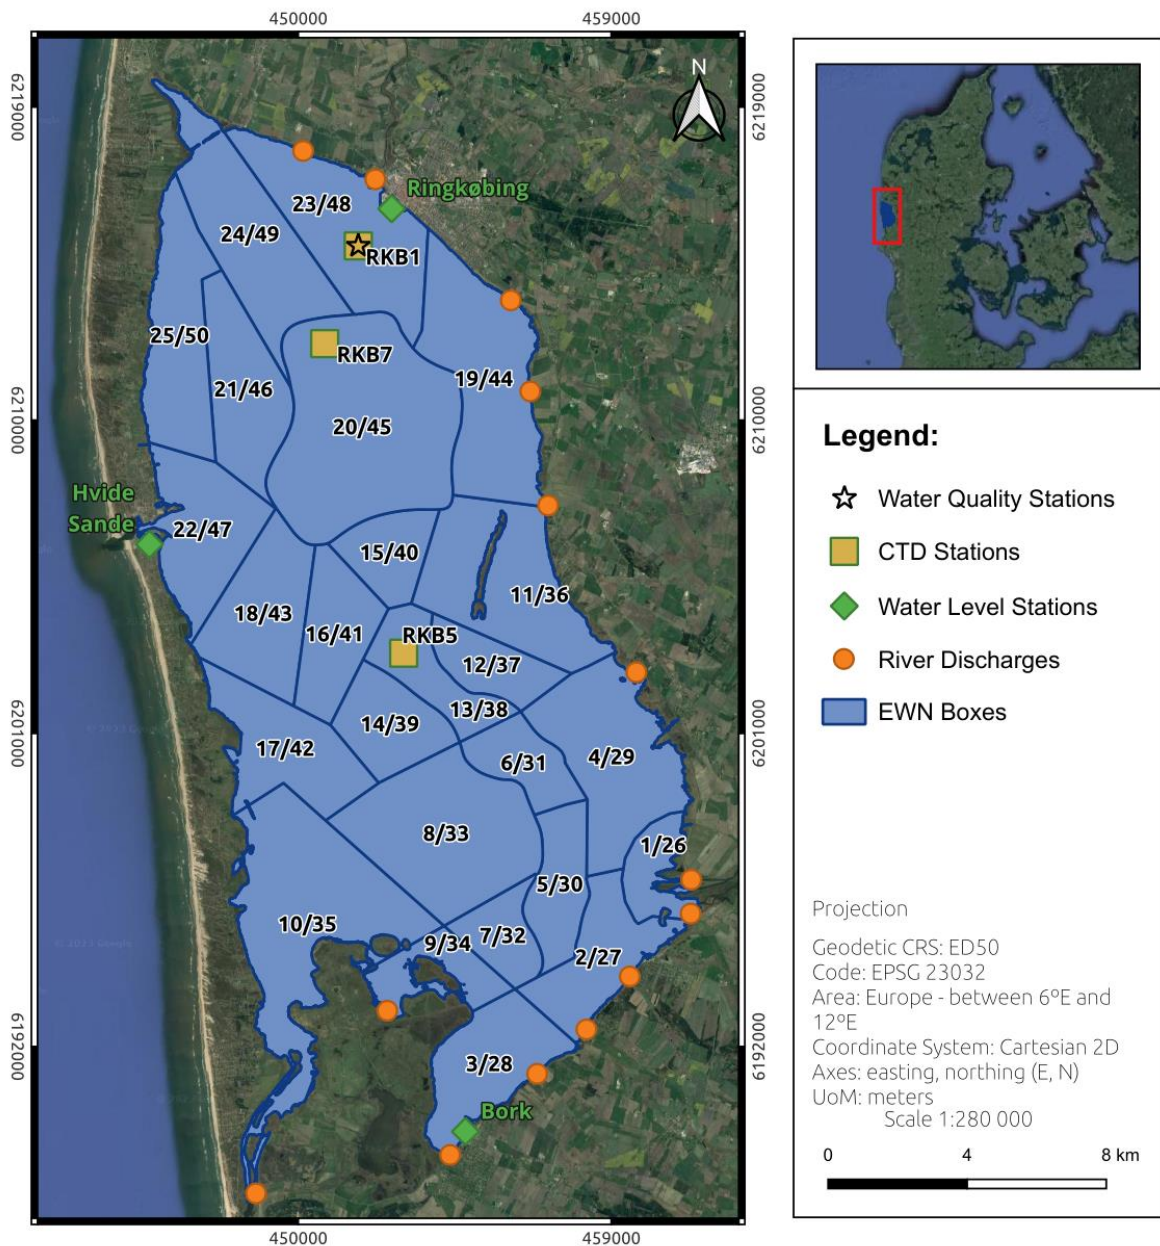 450000
459000
6219000
6219000
N
Ringkøbing
23/48
24/49
RKB1
25/50
RKB7
19/44
21/46
20/45
6210000
6210000
Hvide
Sande
22/47
15/40
11/36
18/43
16/41
RKB5
12/37
13/38
14/39
17/42
6/31
4/29
6201000
6201000
8/33
1/26
5/30
10/35
9/34
7/32
2/27
3/28
6192000
6192000
Bork
450000
459000
Legend:
Water Quality Stations
CTD Stations
Water Level Stations
River Discharges
EWN Boxes
Projection
Geodetic CRS: ED50
Code: EPSG 23032
Area: Europe - between 6ºE and
12ºE
Coordinate System: Cartesian 2D
Axes: easting, northing (E, N)
UoM: meters
Scale 1:280 000
0 4 8 km